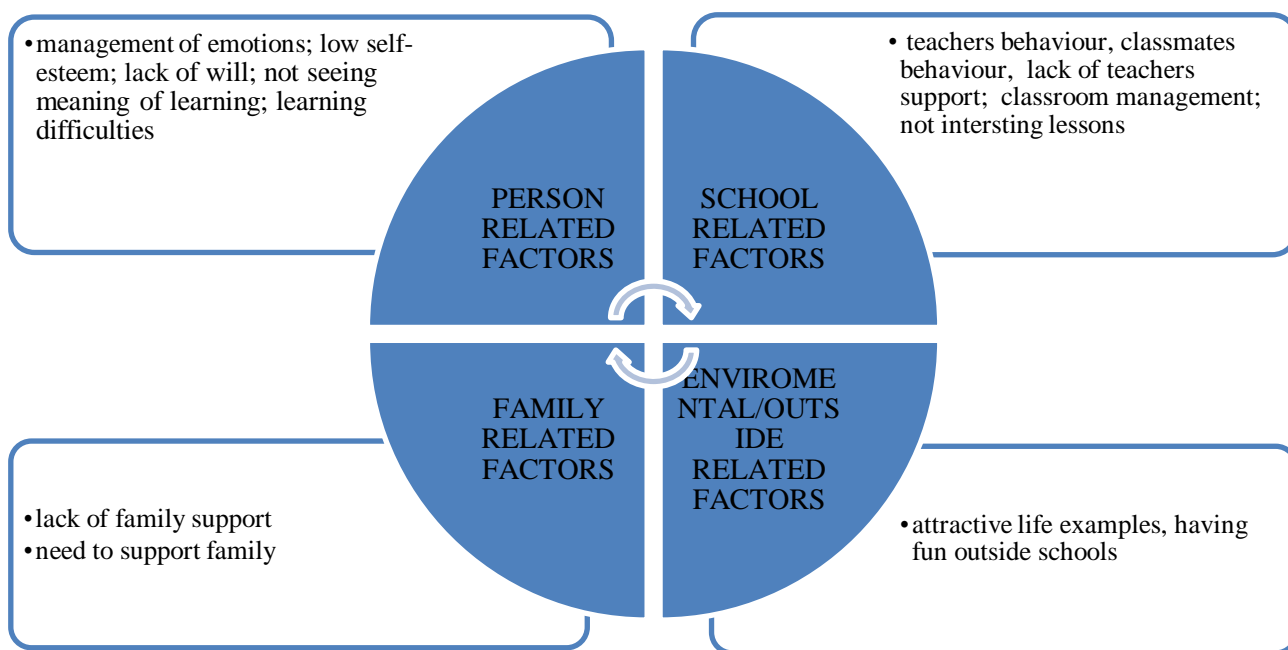 •management of emotions; low self-
esteem; lack of will; not seeing
meaning of learning; learning
difficulties
• teachers behaviour, classmates
behaviour, lack of teachers
support; classroom management;
not intersting lessons
PERSON
RELATED
FACTORS
SCHOOL
RELATED
FACTORS
FAMILY
RELATED
FACTORS
ENVIROME
NTAL/OUTS
IDE
RELATED
FACTORS
•lack of family support
•need to support family
•attractive life examples, having
fun outside schools